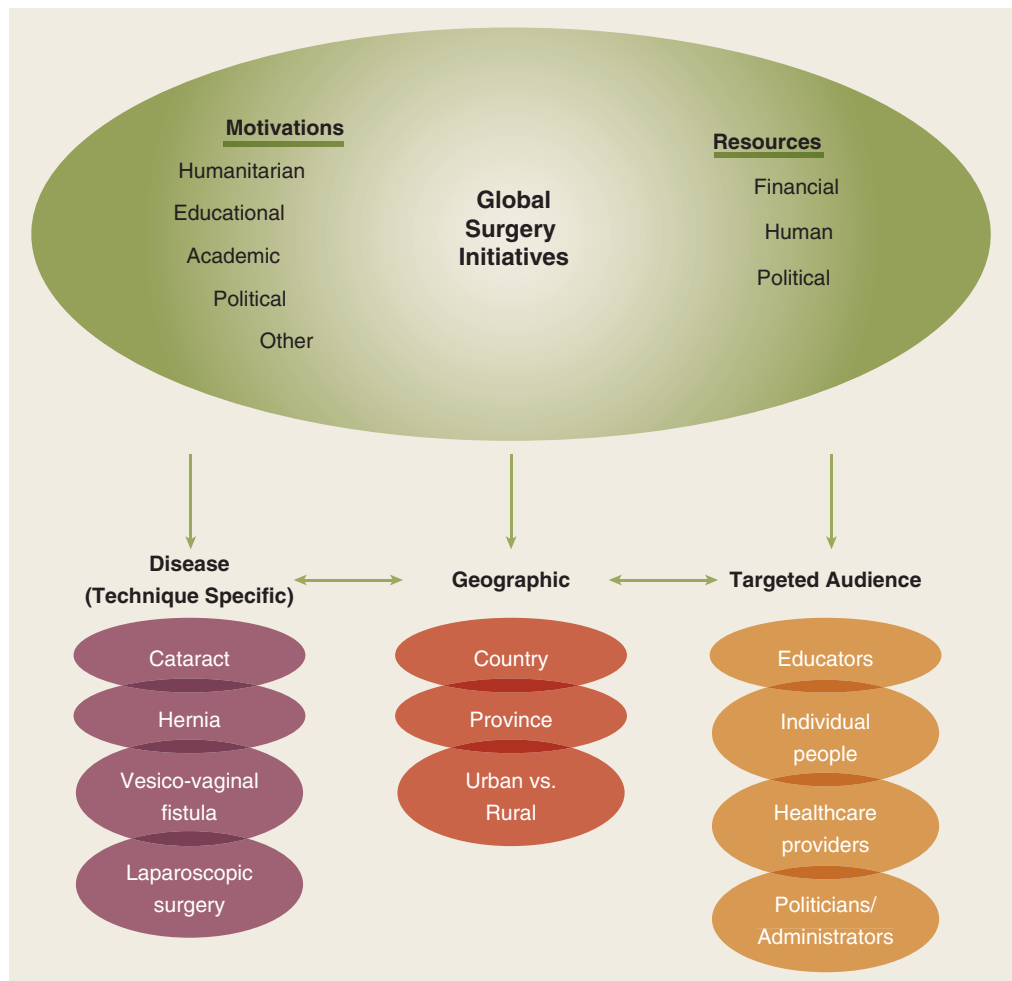 Motivations
Humanitarian
Educational
Academic
Political
Other
Global
Surgery
Initiatives
Resources
Financial
Human
Political
Disease
(Technique Specific)
Cataract
Hernia
Vesico-vaginal
fistula
Laparoscopic
surgery
Geographic
Country
Province
Urban vs.
Rural
Targeted Audience
Educators
Individual
people
Healthcare
providers
Politicians/
Administrators